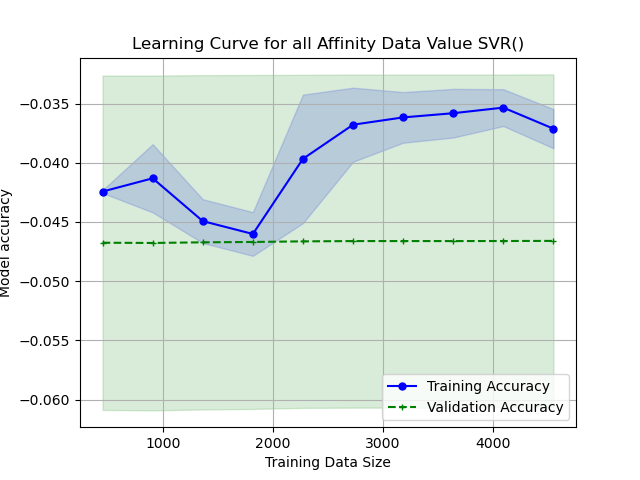 Learning Curve for all Affinity Data Value SVR()
−0.035
−0.040
−0.045
−0.050
−0.055
−0.060
Model accuracy
1000 2000 3000 4000
Training Data Size
Training Accuracy
Validation Accuracy